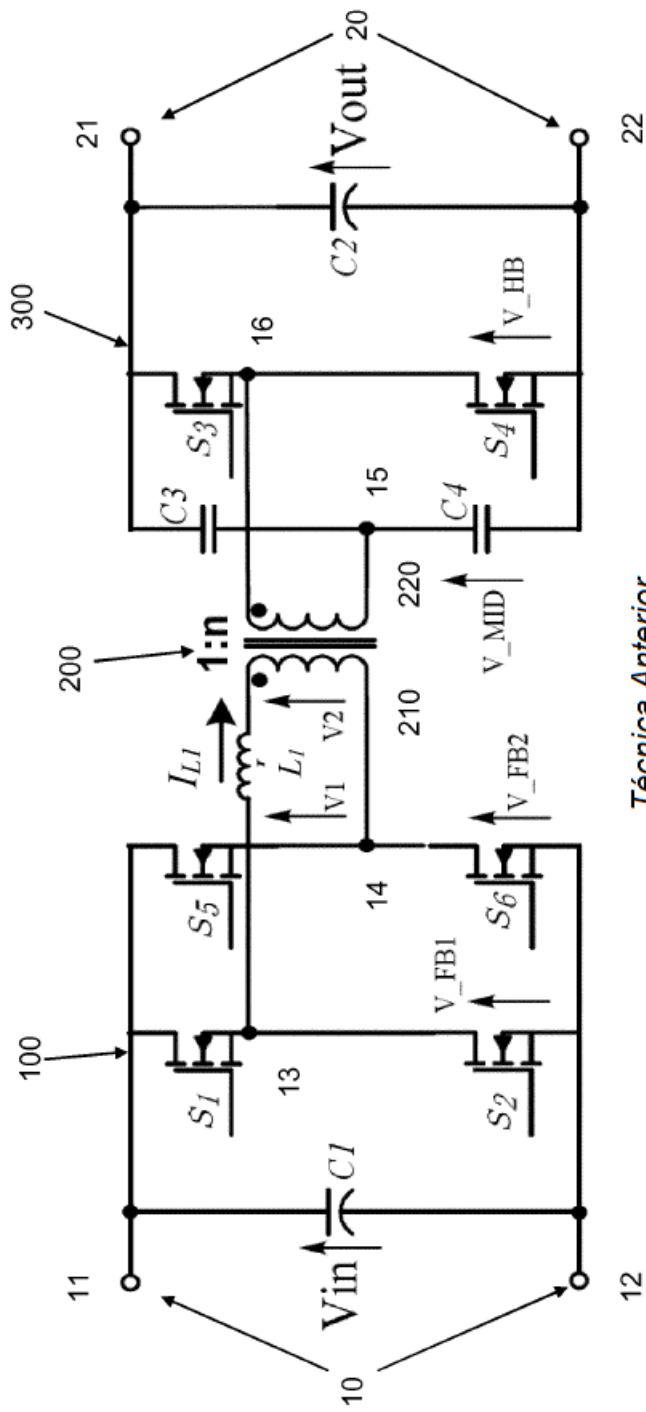 10
11
12
Vin
C1
100
S1
S2
13
V_FB1
S5
S6
14
V_FB2
I_L1
L1
V1
V2
200
1:n
210
220
V_MID
C3
C4
15
300
S3
S4
16
V_HB
C2
Vout
21
22
20
Técnica Anterior